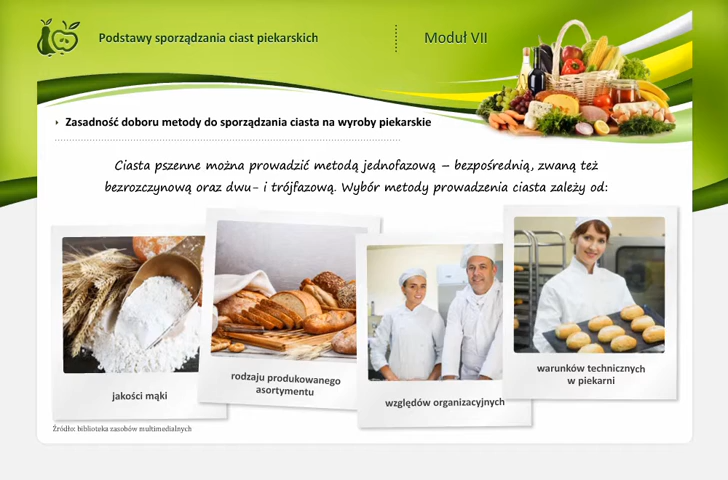 Podstawy sporządzania ciast piekarskich
Moduł VII
Zasadność doboru metody do sporządzania ciasta na wyroby piekarskie
Ciasta pszenne można prowadzić metodą jednofazową – bezpośrednią, zwaną też
bezrozczynową oraz dwu- i trójfazową. Wybór metody prowadzenia ciasta zależy od:
jakości mąki
rodzaju produkowanego
asortymentu
względów organizacyjnych
warunków technicznych
w piekarni
Źródło: biblioteka zasobów multimedialnych